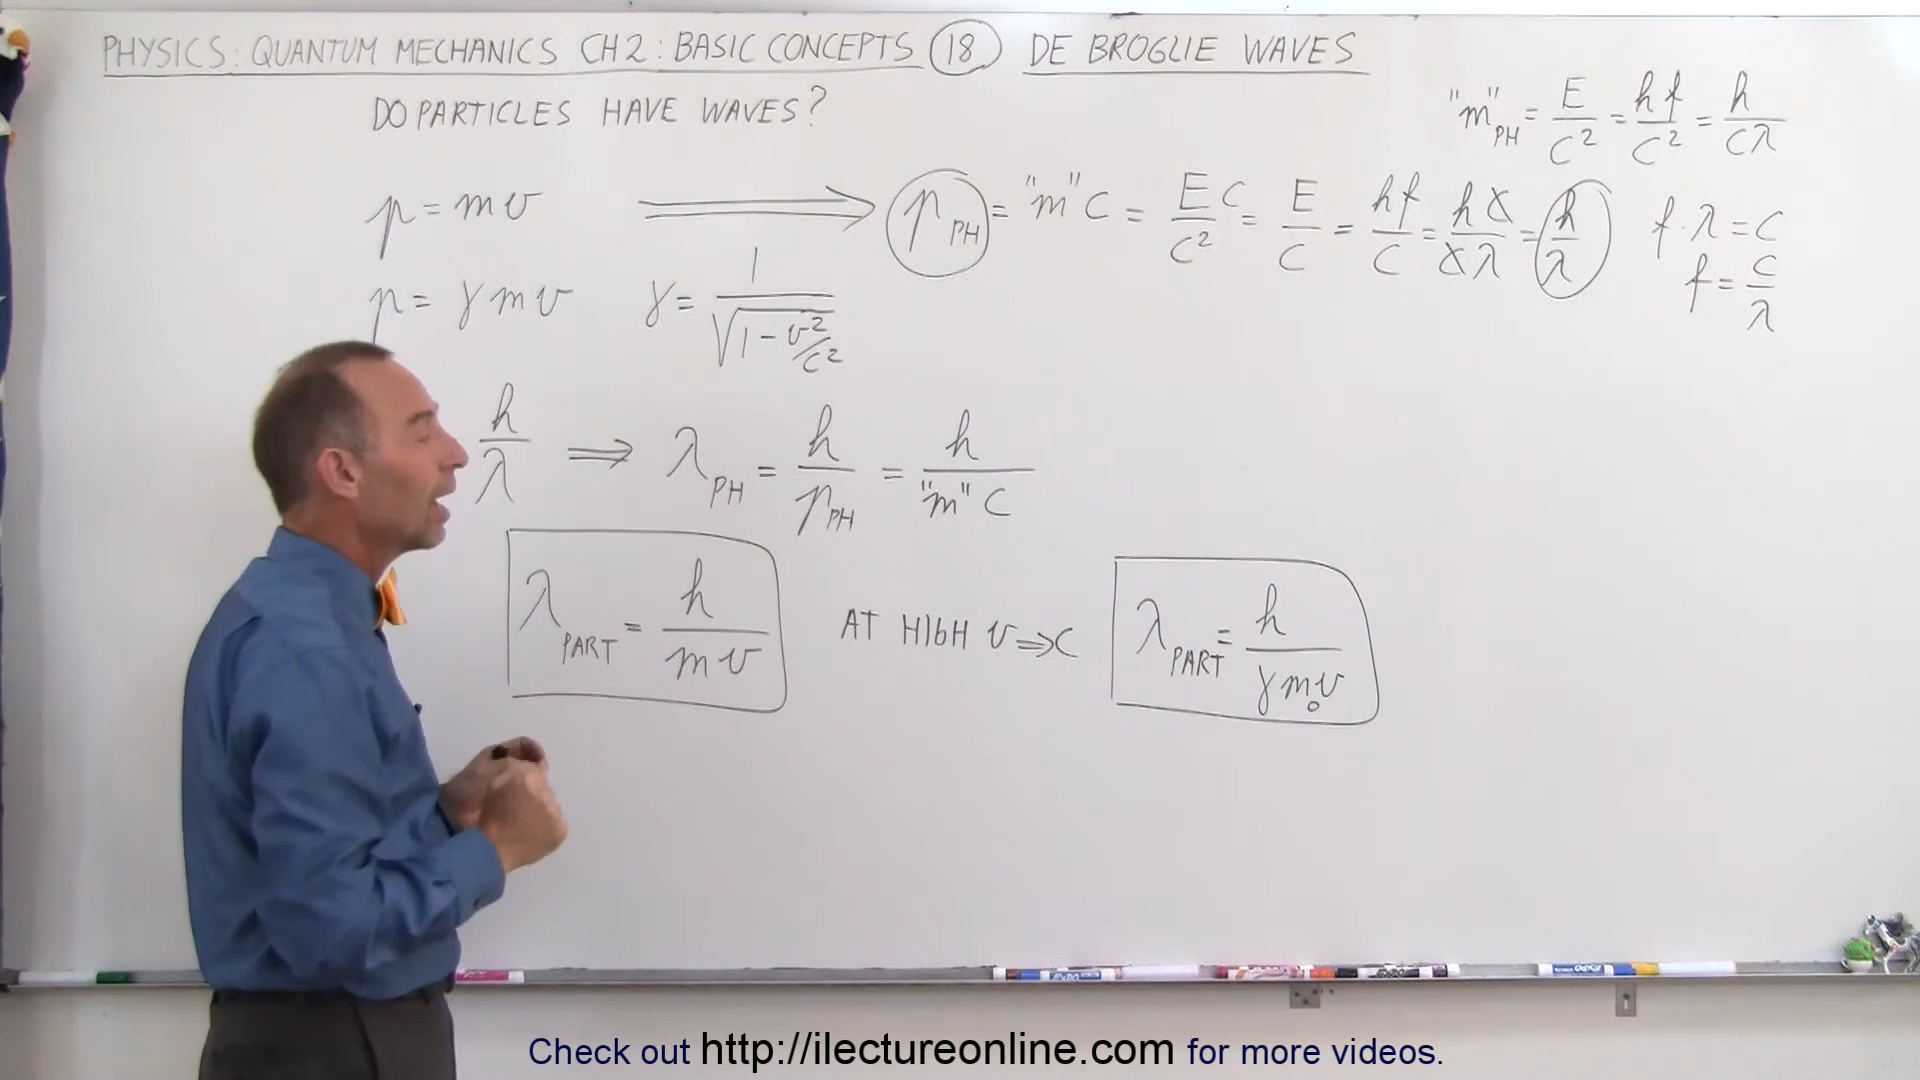 PHYSICS: QUANTUM MECHANICS CH2: BASIC CONCEPTS 18 DE BROGLIE WAVES
DO PARTICLES HAVE WAVES?
"m"PH = E/C² = hf/C² = h/Cλ
p = mv ⟹ pPH = "m"C = E/C² C = E/C = hf/C = hC/Cλ = h/λ
f·λ = C
f = C/λ
p = γmv γ = 1/√(1-v²/C²)
h/λ ⟹ λPH = h/pPH = h/"m"C
λPART = h/mv AT HIGH v⇒C λPART = h/γm₀v
Check out http://ilectureonline.com for more videos.